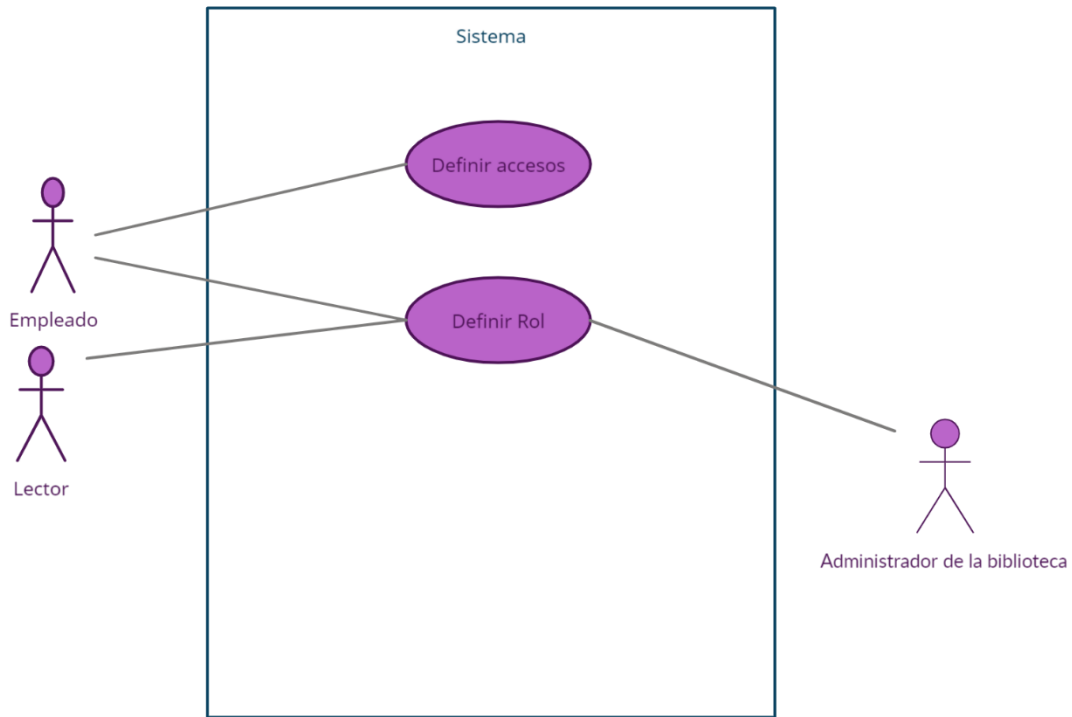 Sistema
Definir accesos
Empleado
Definir Rol
Lector
Administrador de la biblioteca